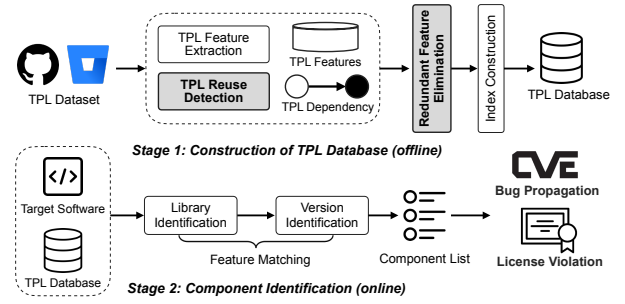 TPL Feature
Extraction
TPL Features
TPL Reuse
Detection
TPL Dependency
TPL Dataset
Redundant Feature
Elimination
Index Construction
TPL Database
Stage 1: Construction of TPL Database (offline)
</>
Target Software
TPL Database
Library
Identification
Version
Identification
Feature Matching
Component List
CVE
Bug Propagation
License Violation
Stage 2: Component Identification (online)